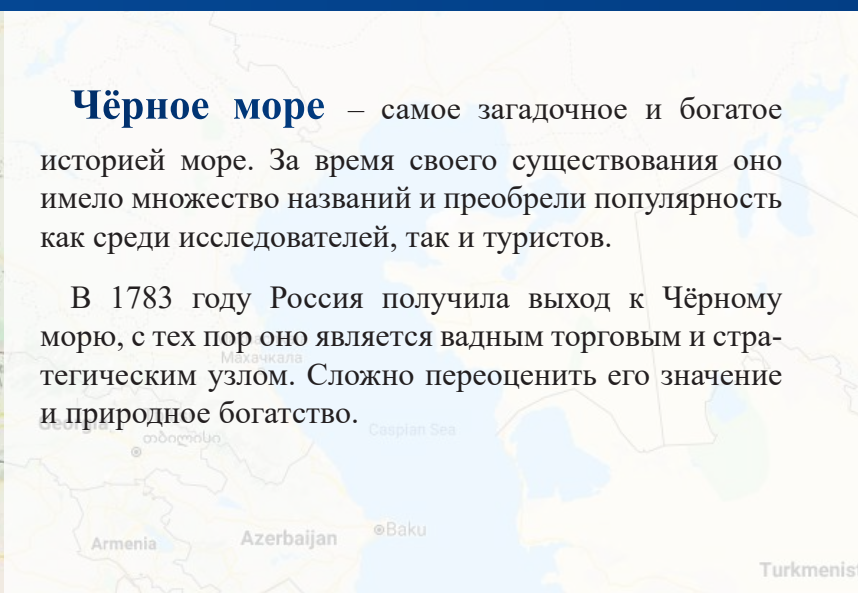 Чёрное море – самое загадочное и богатое
историей море. За время своего существования оно
имело множество названий и преобрели популярность
как среди исследователей, так и туристов.
В 1783 году Россия получила выход к Чёрному
морю, с тех пор оно является вадным торговым и стра-
тегическим узлом. Сложно переоценить его значение
и природное богатство.
Махачкала
Georgia
თბილისი
Caspian Sea
Armenia
Azerbaijan
Baku
Turkmenist